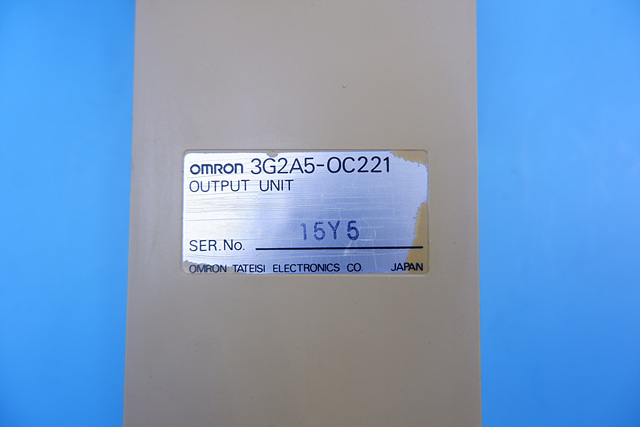 omron 3G2A5-OC221
OUTPUT UNIT
SER.No. 15Y5
OMRON TATEISI ELECTRONICS CO JAPAN